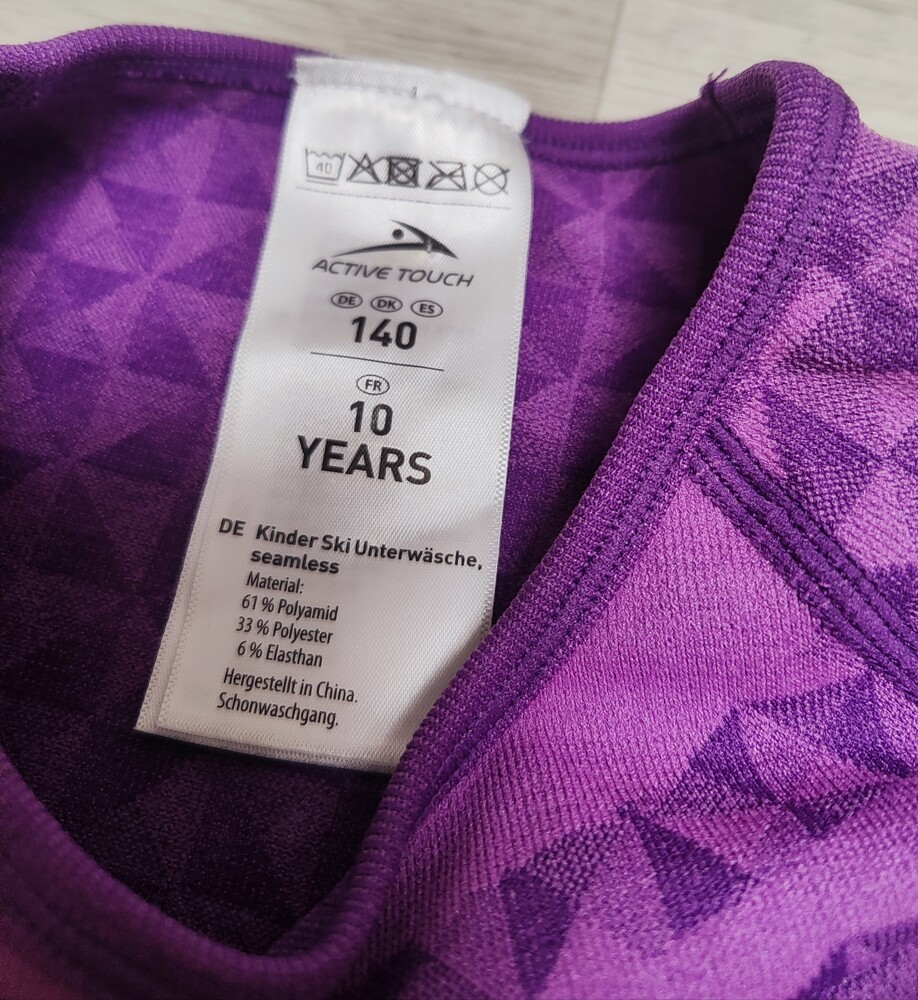 40
ACTIVE TOUCH
DE DK ES
140
FR
10
YEARS
DE Kinder Ski Unterwäsche,
seamless
Material:
61 % Polyamid
33 % Polyester
6 % Elasthan
Hergestellt in China.
Schonwaschgang.